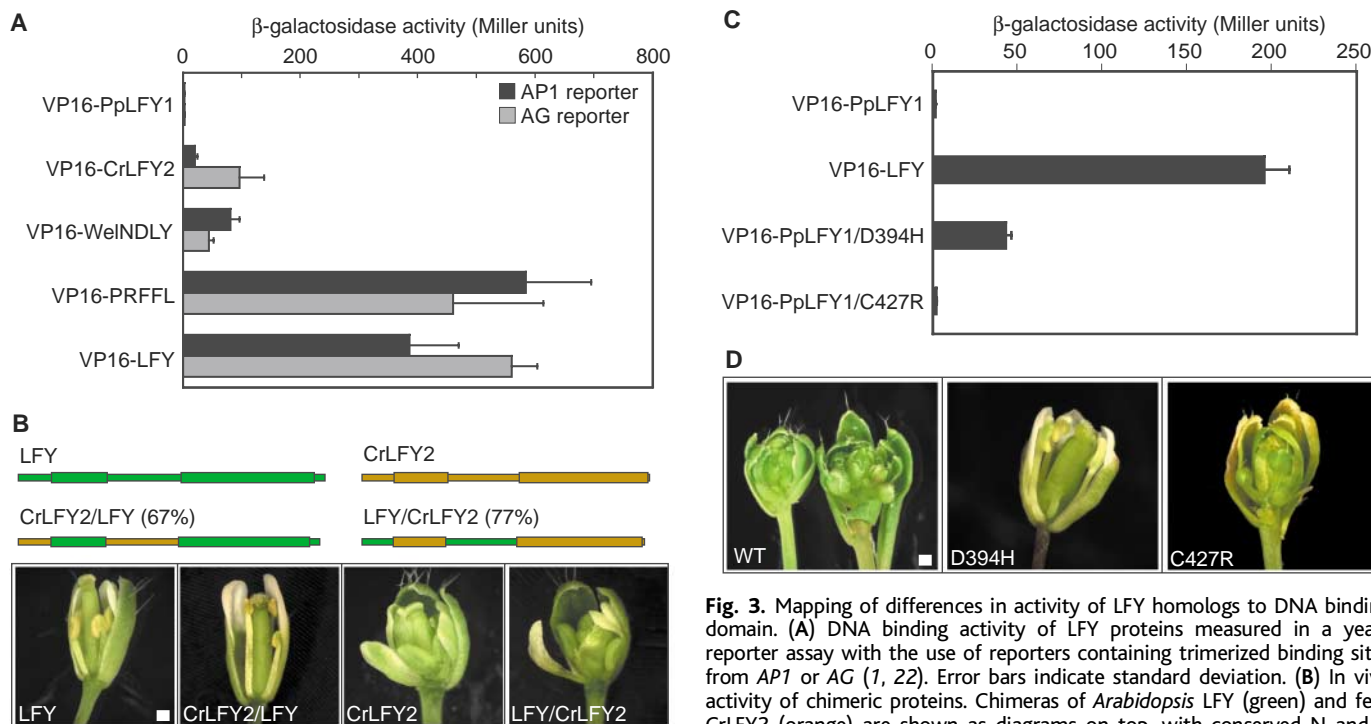 A
β-galactosidase activity (Miller units)
0 200 400 600 800
AP1 reporter
AG reporter
VP16-PpLFY1
VP16-CrLFY2
VP16-WelNDLY
VP16-PRFFL
VP16-LFY
B
LFY
CrLFY2
CrLFY2/LFY (67%)
LFY/CrLFY2 (77%)
LFY
CrLFY2/LFY
CrLFY2
LFY/CrLFY2
C
β-galactosidase activity (Miller units)
0 50 100 150 200 250
VP16-PpLFY1
VP16-LFY
VP16-PpLFY1/D394H
VP16-PpLFY1/C427R
D
WT
D394H
C427R
Fig. 3. Mapping of differences in activity of LFY homologs to DNA bindin
domain. (A) DNA binding activity of LFY proteins measured in a yea
reporter assay with the use of reporters containing trimerized binding sit
from AP1 or AG (1, 22). Error bars indicate standard deviation. (B) In viv
activity of chimeric proteins. Chimeras of Arabidopsis LFY (green) and f
(orange) are shown as diagrams on top, with conserved N and